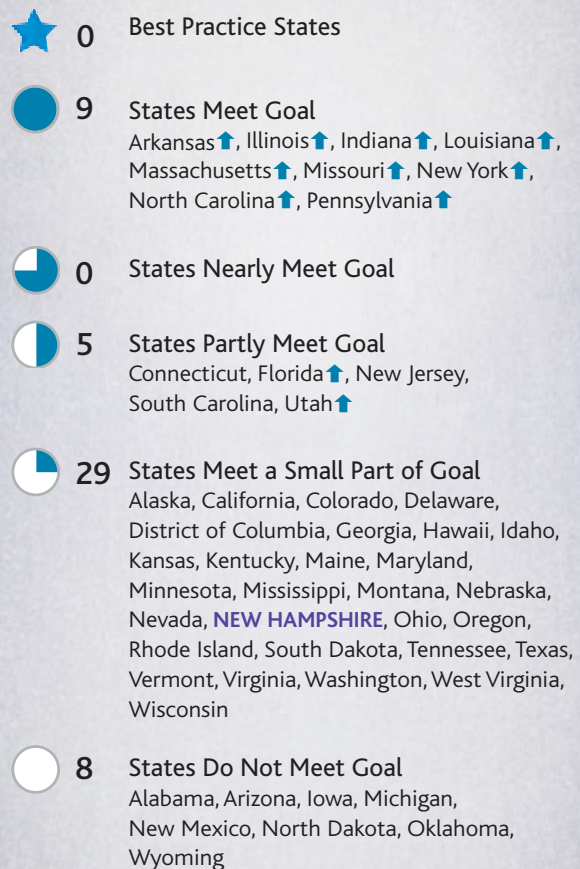 0 Best Practice States
9 States Meet Goal
Arkansas⬆, Illinois⬆, Indiana⬆, Louisiana⬆,
Massachusetts⬆, Missouri⬆, New York⬆,
North Carolina⬆, Pennsylvania⬆
0 States Nearly Meet Goal
5 States Partly Meet Goal
Connecticut, Florida⬆, New Jersey,
South Carolina, Utah⬆
29 States Meet a Small Part of Goal
Alaska, California, Colorado, Delaware,
District of Columbia, Georgia, Hawaii, Idaho,
Kansas, Kentucky, Maine, Maryland,
Minnesota, Mississippi, Montana, Nebraska,
Nevada, NEW HAMPSHIRE, Ohio, Oregon,
Rhode Island, South Dakota, Tennessee, Texas,
Vermont, Virginia, Washington, West Virginia,
Wisconsin
8 States Do Not Meet Goal
Alabama, Arizona, Iowa, Michigan,
New Mexico, North Dakota, Oklahoma,
Wyoming